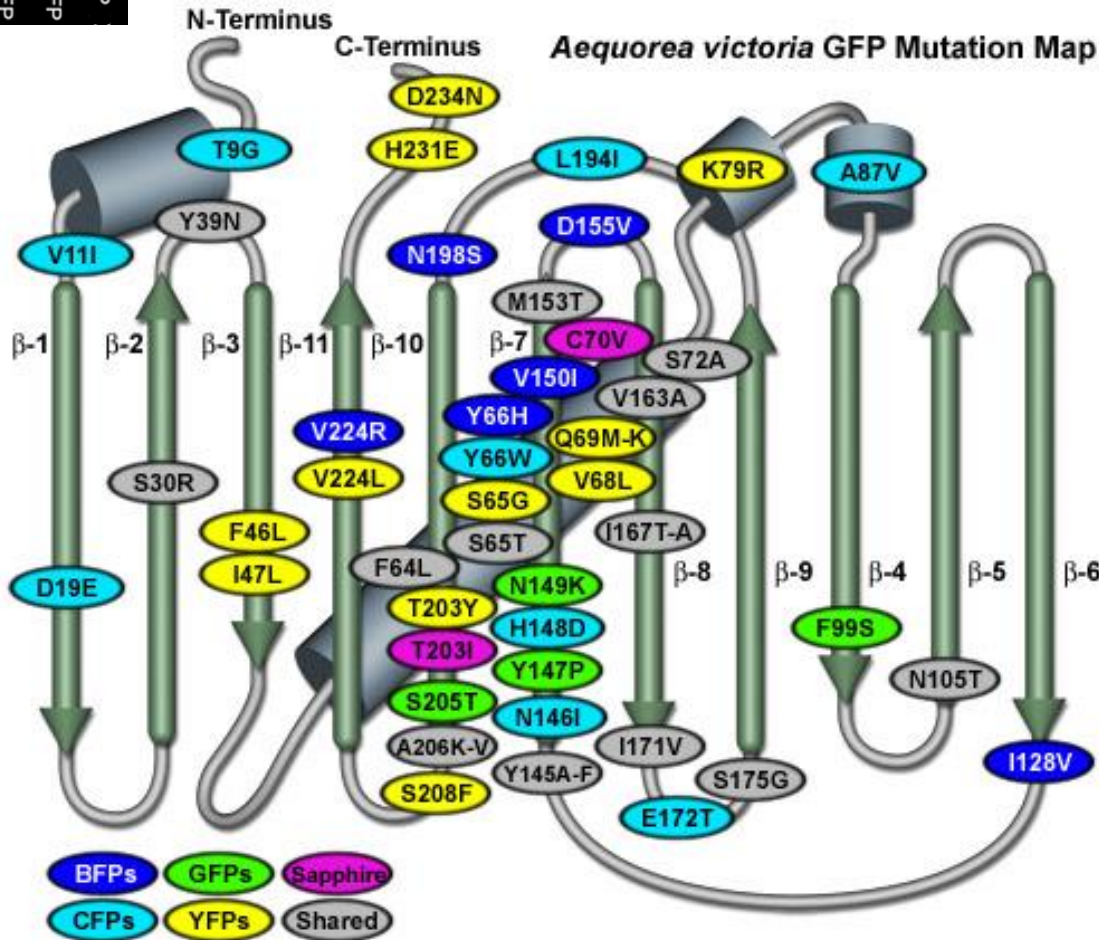 N-Terminus
C-Terminus
Aequorea victoria GFP Mutation Map
D234N
T9G
H231E
L194I
K79R
A87V
Y39N
D155V
V11I
N198S
M153T
β-1
β-2
β-3
β-11
β-10
β-7
C70V
S72A
V150I
V163A
Y66H
V224R
Q69M-K
Y66W
V224L
V68L
S30R
S65G
F46L
S65T
I167T-A
F64L
I47L
β-8
β-9
β-4
β-5
β-6
D19E
N149K
T203Y
H148D
F99S
T203I
Y147P
N105T
S205T
N146I
A206K-V
I171V
I128V
Y145A-F
S175G
S208F
E172T
BFPs
GFPs
Sapphire
CFPs
YFPs
Shared